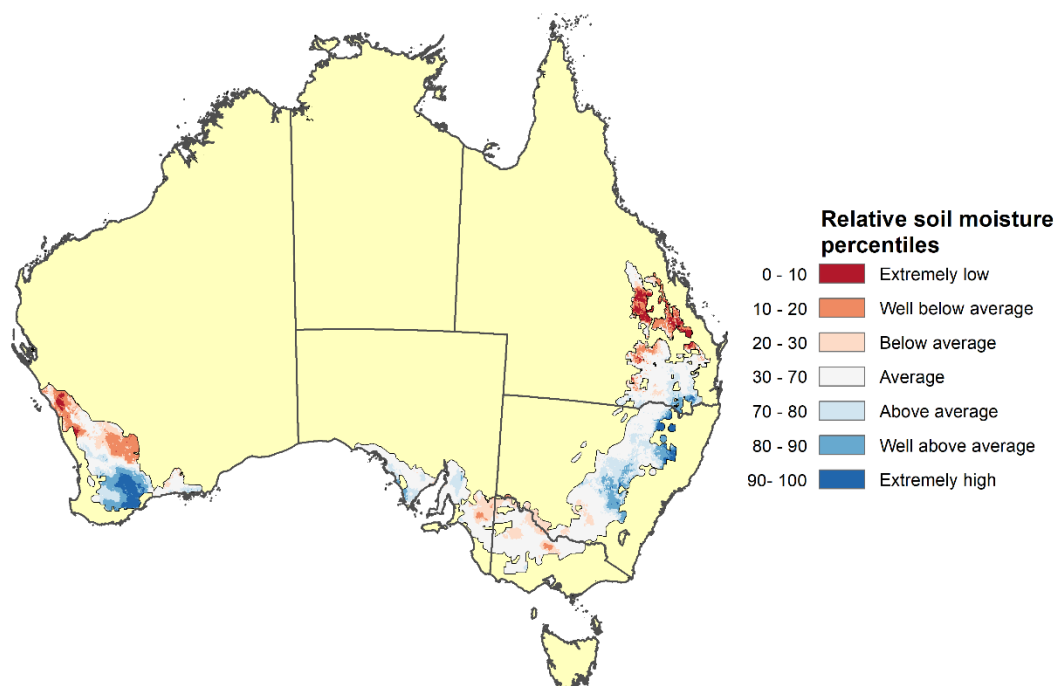 Relative soil moisture
percentiles
0 - 10 Extremely low
10 - 20 Well below average
20 - 30 Below average
30 - 70 Average
70 - 80 Above average
80 - 90 Well above average
90- 100 Extremely high